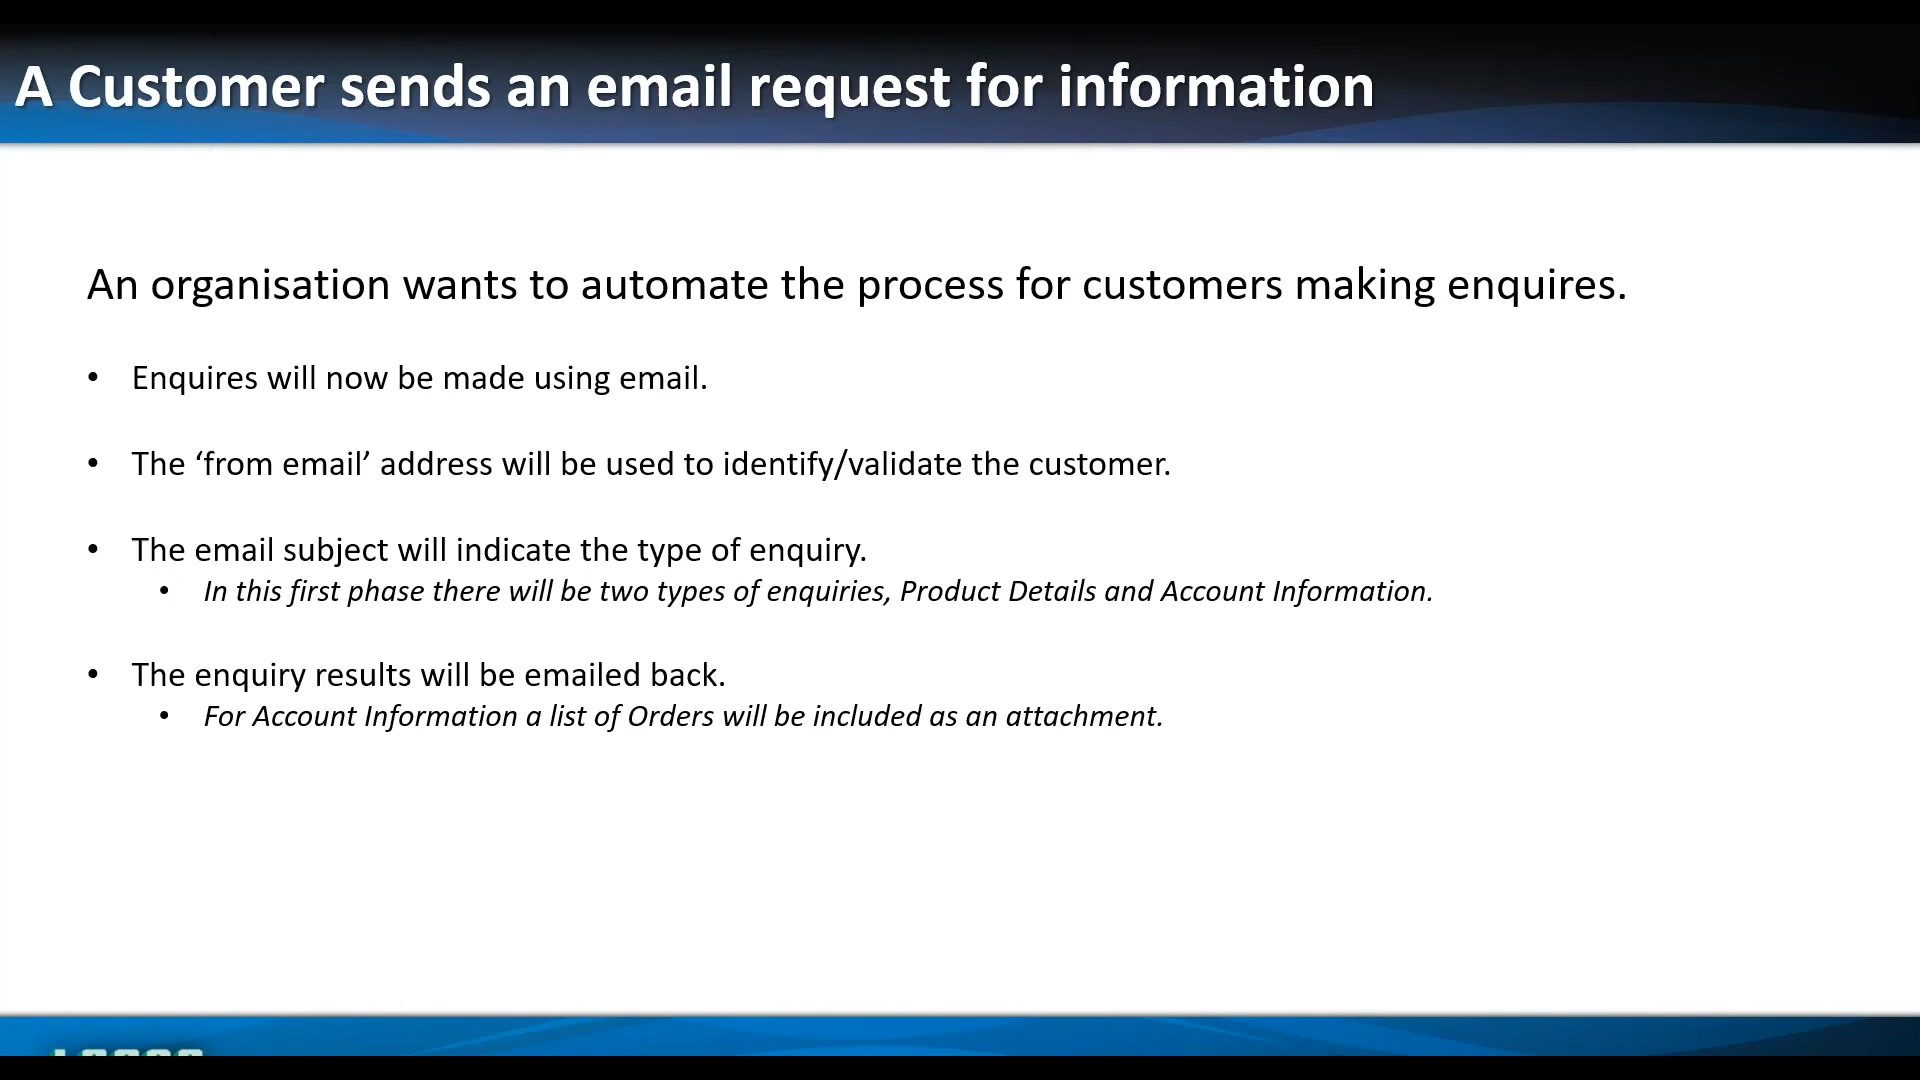 A Customer sends an email request for information
An organisation wants to automate the process for customers making enquires.
• Enquires will now be made using email.
• The ‘from email’ address will be used to identify/validate the customer.
• The email subject will indicate the type of enquiry.
• In this first phase there will be two types of enquiries, Product Details and Account Information.
• The enquiry results will be emailed back.
• For Account Information a list of Orders will be included as an attachment.